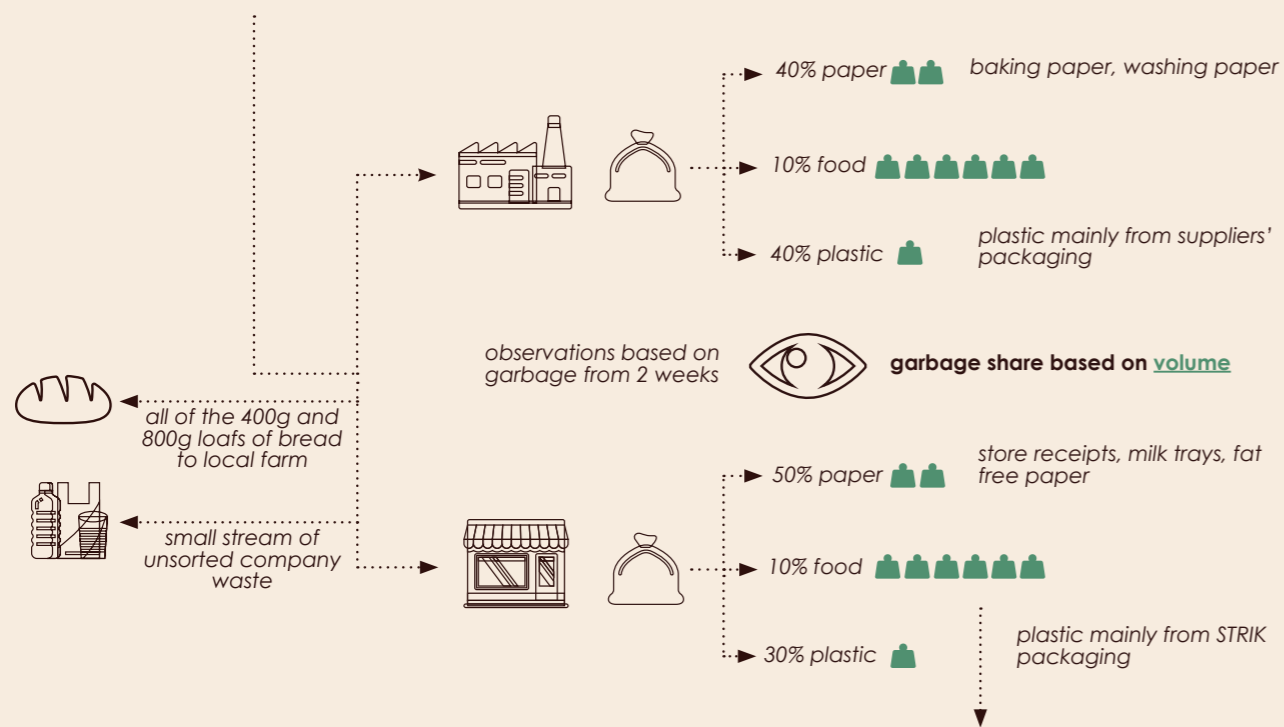 40% paper
baking paper, washing paper
10% food
40% plastic
plastic mainly from suppliers’
packaging
observations based on
garbage from 2 weeks
garbage share based on volume
all of the 400g and
800g loafs of bread
to local farm
small stream of
unsorted company
waste
50% paper
store receipts, milk trays, fat
free paper
10% food
30% plastic
plastic mainly from STRIK
packaging